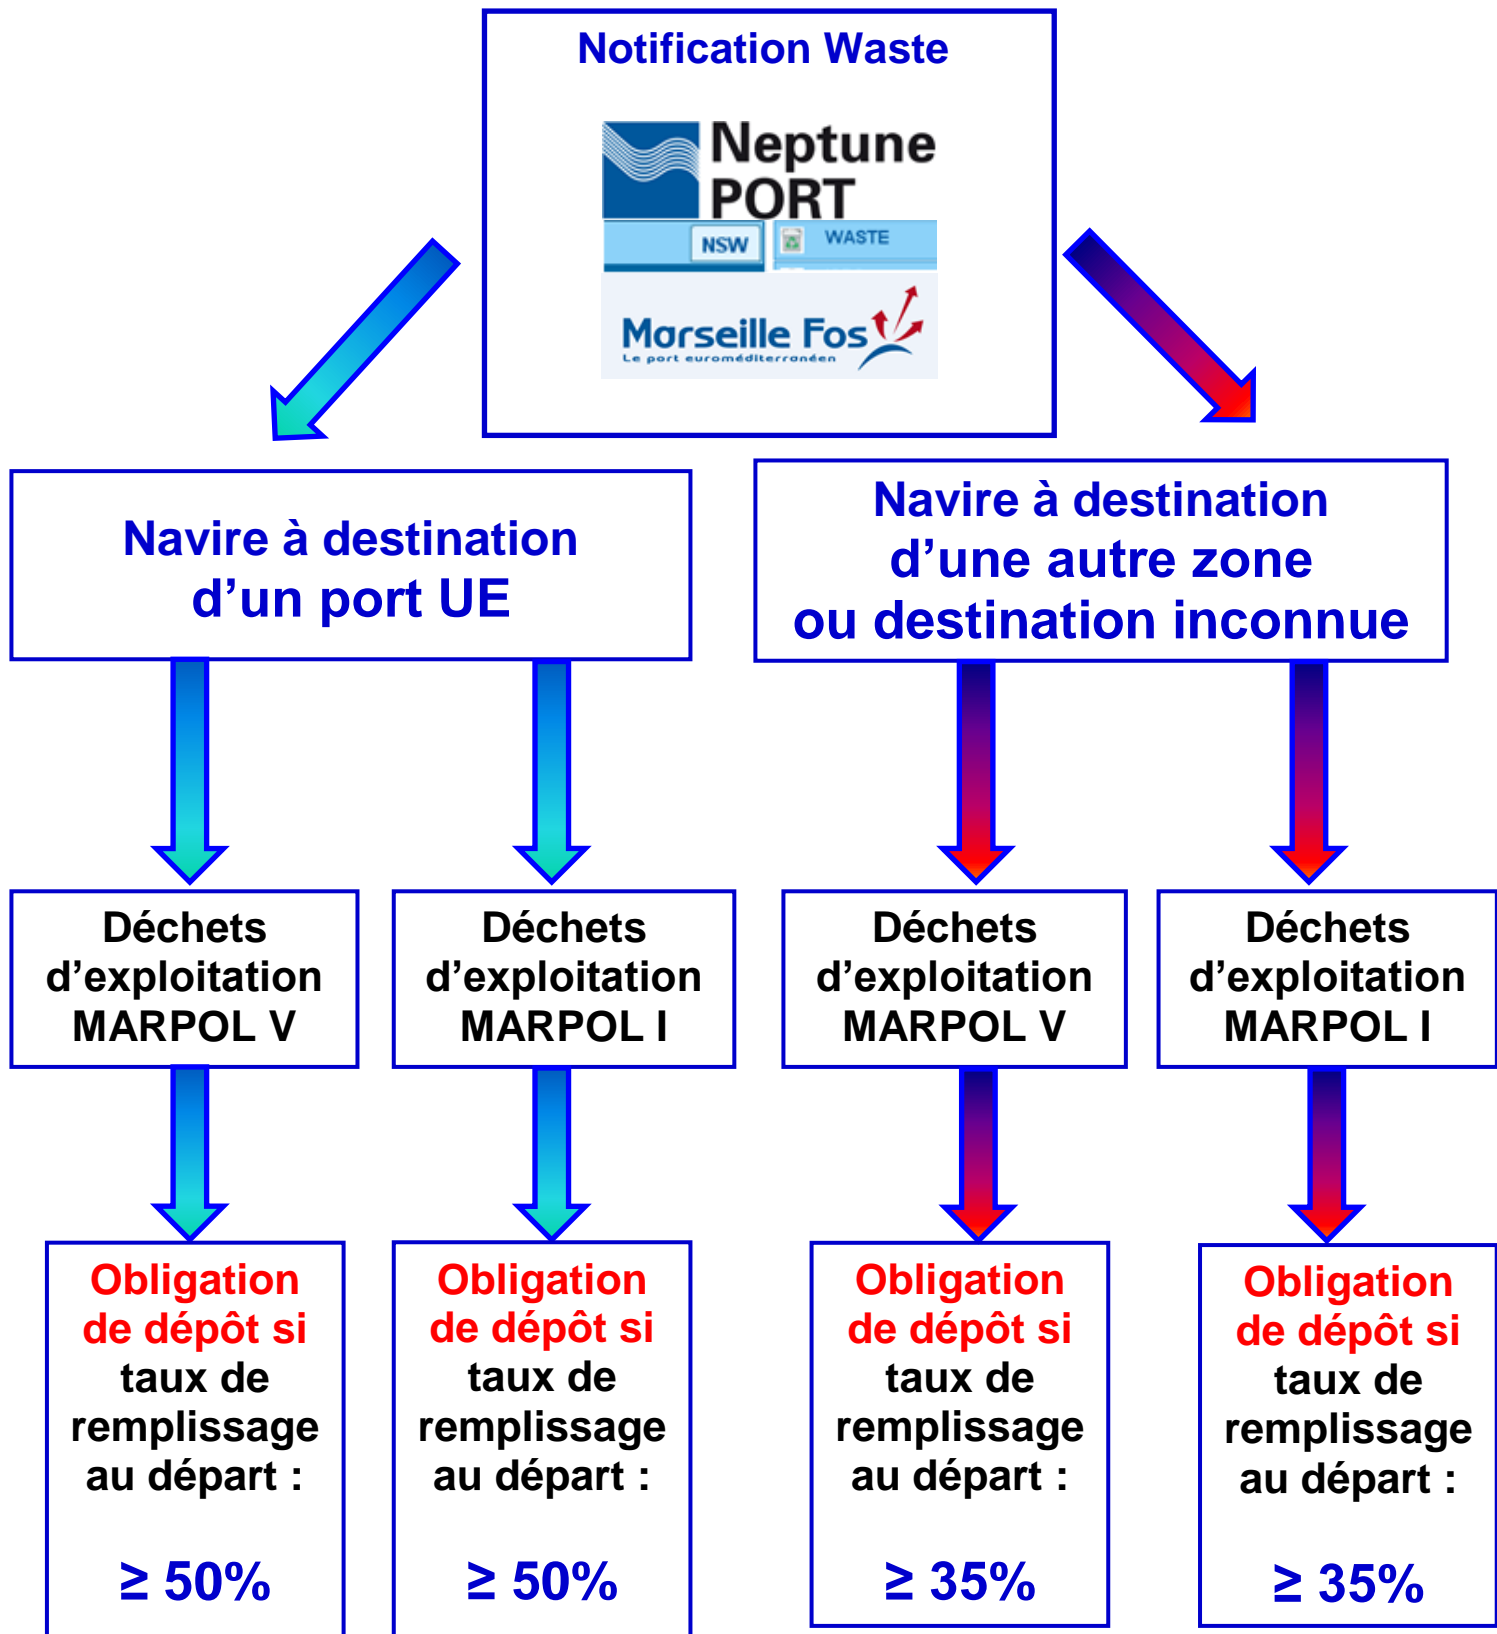 Notification Waste
Neptune
PORT
NSW
WASTE
Marseille Fos
Le port euroméditerranéen
Navire à destination
d’un port UE
Navire à destination
d’une autre zone
ou destination inconnue
Déchets
d’exploitation
MARPOL V
Déchets
d’exploitation
MARPOL I
Déchets
d’exploitation
MARPOL V
Déchets
d’exploitation
MARPOL I
Obligation
de dépôt si
taux de
remplissage
au départ :
≥ 50%
Obligation
de dépôt si
taux de
remplissage
au départ :
≥ 50%
Obligation
de dépôt si
taux de
remplissage
au départ :
≥ 35%
Obligation
de dépôt si
taux de
remplissage
au départ :
≥ 35%